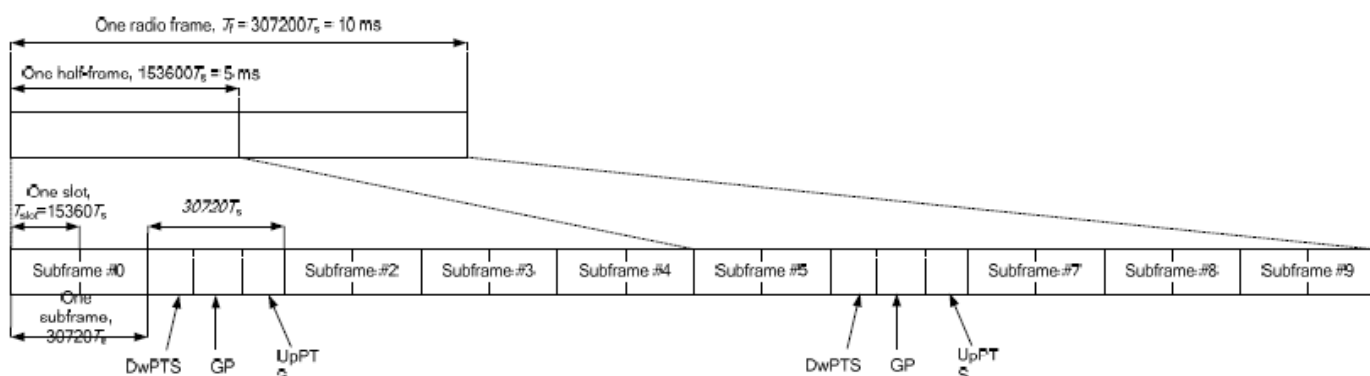 One radio frame, Tf = 307200Ts = 10 ms
One half-frame, 153600Ts = 5 ms
One slot,
Tslot=15360Ts
30720Ts
Subframe #0
Subframe #2
Subframe #3
Subframe #4
Subframe #5
Subframe #7
Subframe #8
Subframe #9
One
subframe,
30720Ts
DwPTS
GP
UpPT
S
DwPTS
GP
UpPT
S